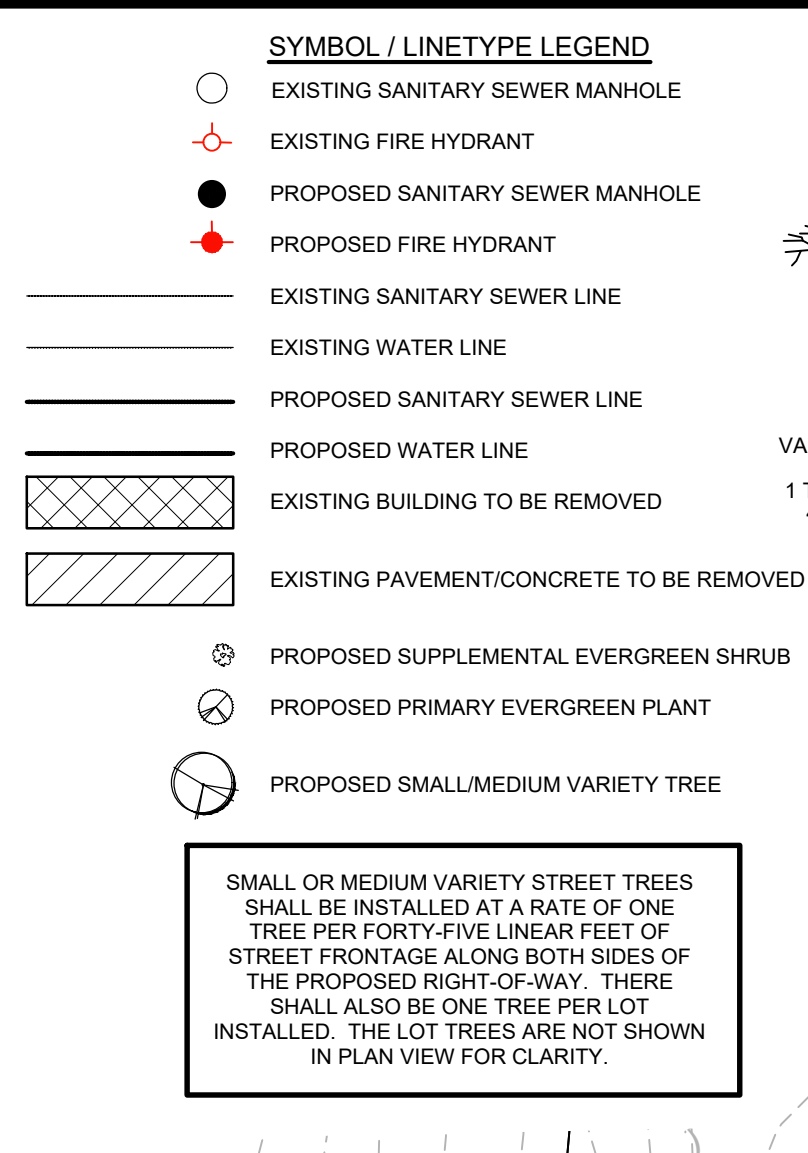 SYMBOL / LINETYPE LEGEND
EXISTING SANITARY SEWER MANHOLE
EXISTING FIRE HYDRANT
PROPOSED SANITARY SEWER MANHOLE
PROPOSED FIRE HYDRANT
EXISTING SANITARY SEWER LINE
EXISTING WATER LINE
PROPOSED SANITARY SEWER LINE
PROPOSED WATER LINE
EXISTING BUILDING TO BE REMOVED
EXISTING PAVEMENT/CONCRETE TO BE REMOVED
PROPOSED SUPPLEMENTAL EVERGREEN SHRUB
PROPOSED PRIMARY EVERGREEN PLANT
PROPOSED SMALL/MEDIUM VARIETY TREE
SMALL OR MEDIUM VARIETY STREET TREES
SHALL BE INSTALLED AT A RATE OF ONE
TREE PER FORTY-FIVE LINEAR FEET OF
STREET FRONTAGE ALONG BOTH SIDES OF
THE PROPOSED RIGHT-OF-WAY. THERE
SHALL ALSO BE ONE TREE PER LOT
INSTALLED. THE LOT TREES ARE NOT SHOWN
IN PLAN VIEW FOR CLARITY.
VA
1 T